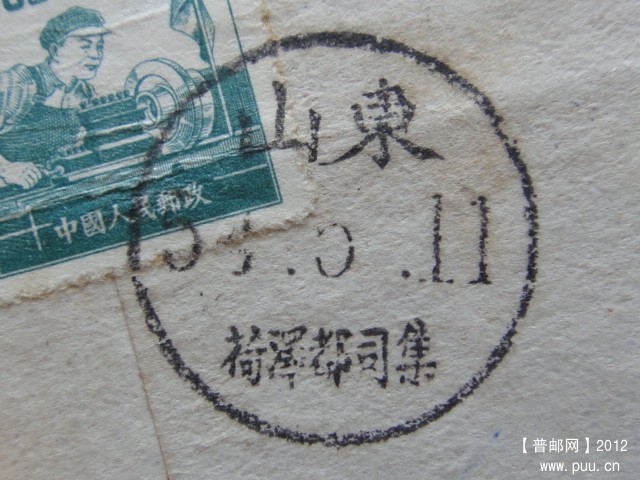 中國人民郵政
山東
.11
菏澤都司集
【普邮网】2012
www.puu.cn